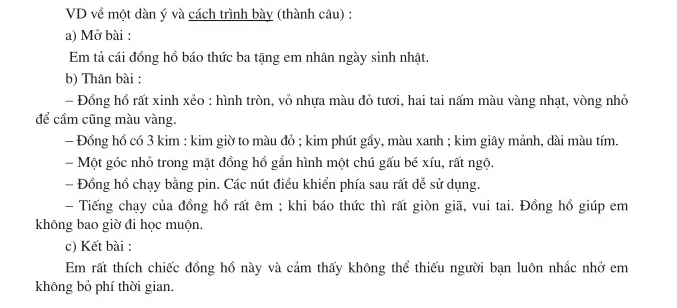 VD về một dàn ý và cách trình bày (thành câu) :
a) Mở bài :
Em tả cái đồng hồ báo thức ba tặng em nhân ngày sinh nhật.
b) Thân bài :
– Đồng hồ rất xinh xẻo : hình tròn, vỏ nhựa màu đỏ tươi, hai tai nấm màu vàng nhạt, vòng nhỏ
để cầm cũng màu vàng.
– Đồng hồ có 3 kim : kim giờ to màu đỏ ; kim phút gầy, màu xanh ; kim giây mảnh, dài màu tím.
– Một góc nhỏ trong mặt đồng hồ gắn hình một chú gấu bé xíu, rất ngộ.
– Đồng hồ chạy bằng pin. Các nút điều khiển phía sau rất dễ sử dụng.
– Tiếng chạy của đồng hồ rất êm ; khi báo thức thì rất giòn giã, vui tai. Đồng hồ giúp em
không bao giờ đi học muộn.
c) Kết bài :
Em rất thích chiếc đồng hồ này và cảm thấy không thể thiếu người bạn luôn nhắc nhở em
không bỏ phí thời gian.